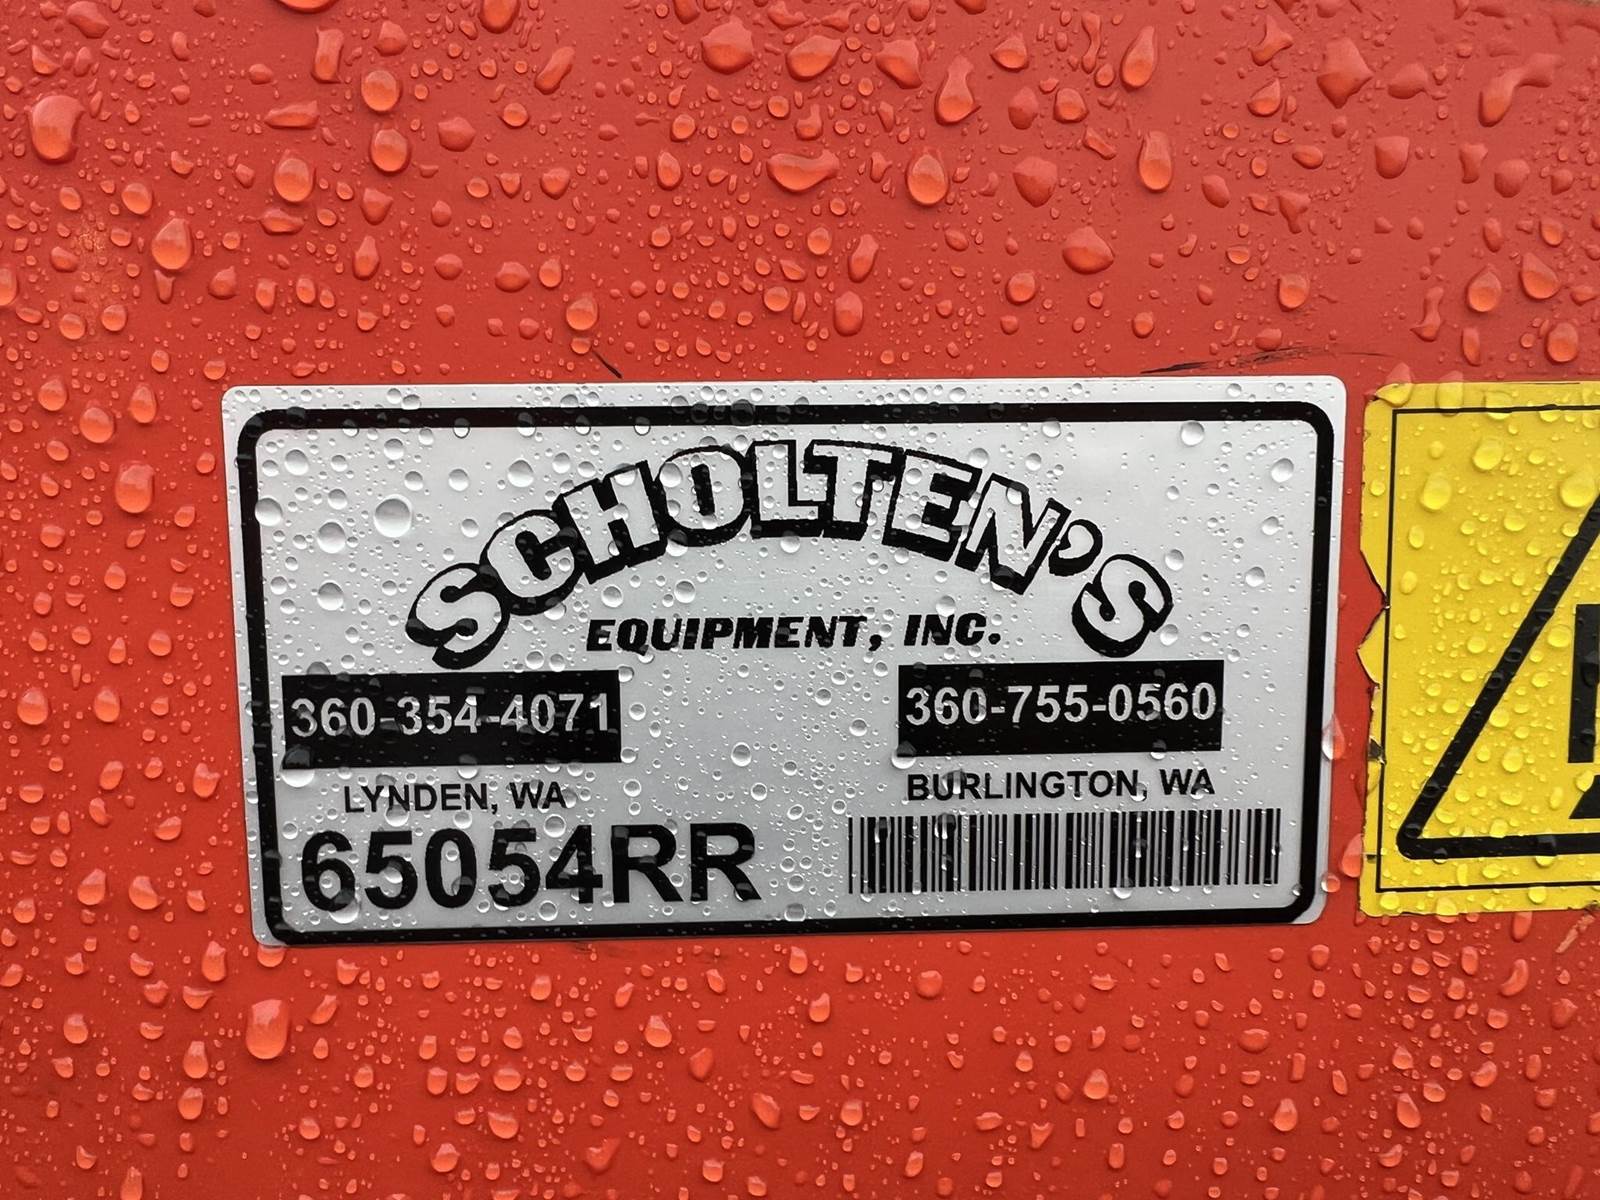 SCHOLTEN'S
EQUIPMENT, INC.
360-354-4071
LYNDEN, WA
360-755-0560
BURLINGTON, WA
65054RR